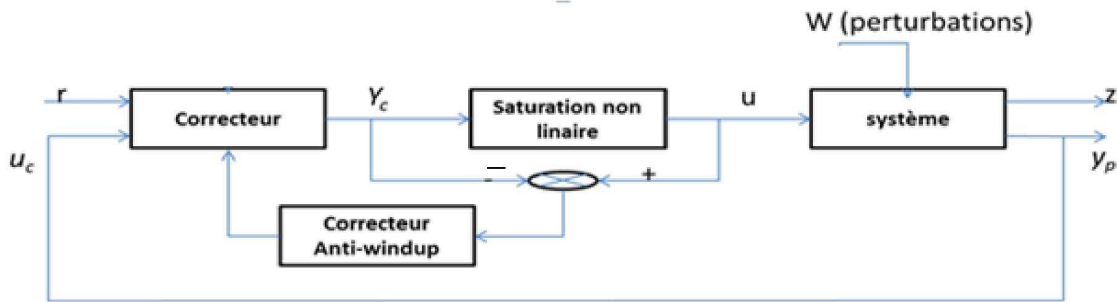 W (perturbations)
r
Correcteur
Y_c
Saturation non
linaire
u
système
z
u_c
y_p
-
+
Correcteur
Anti-windup